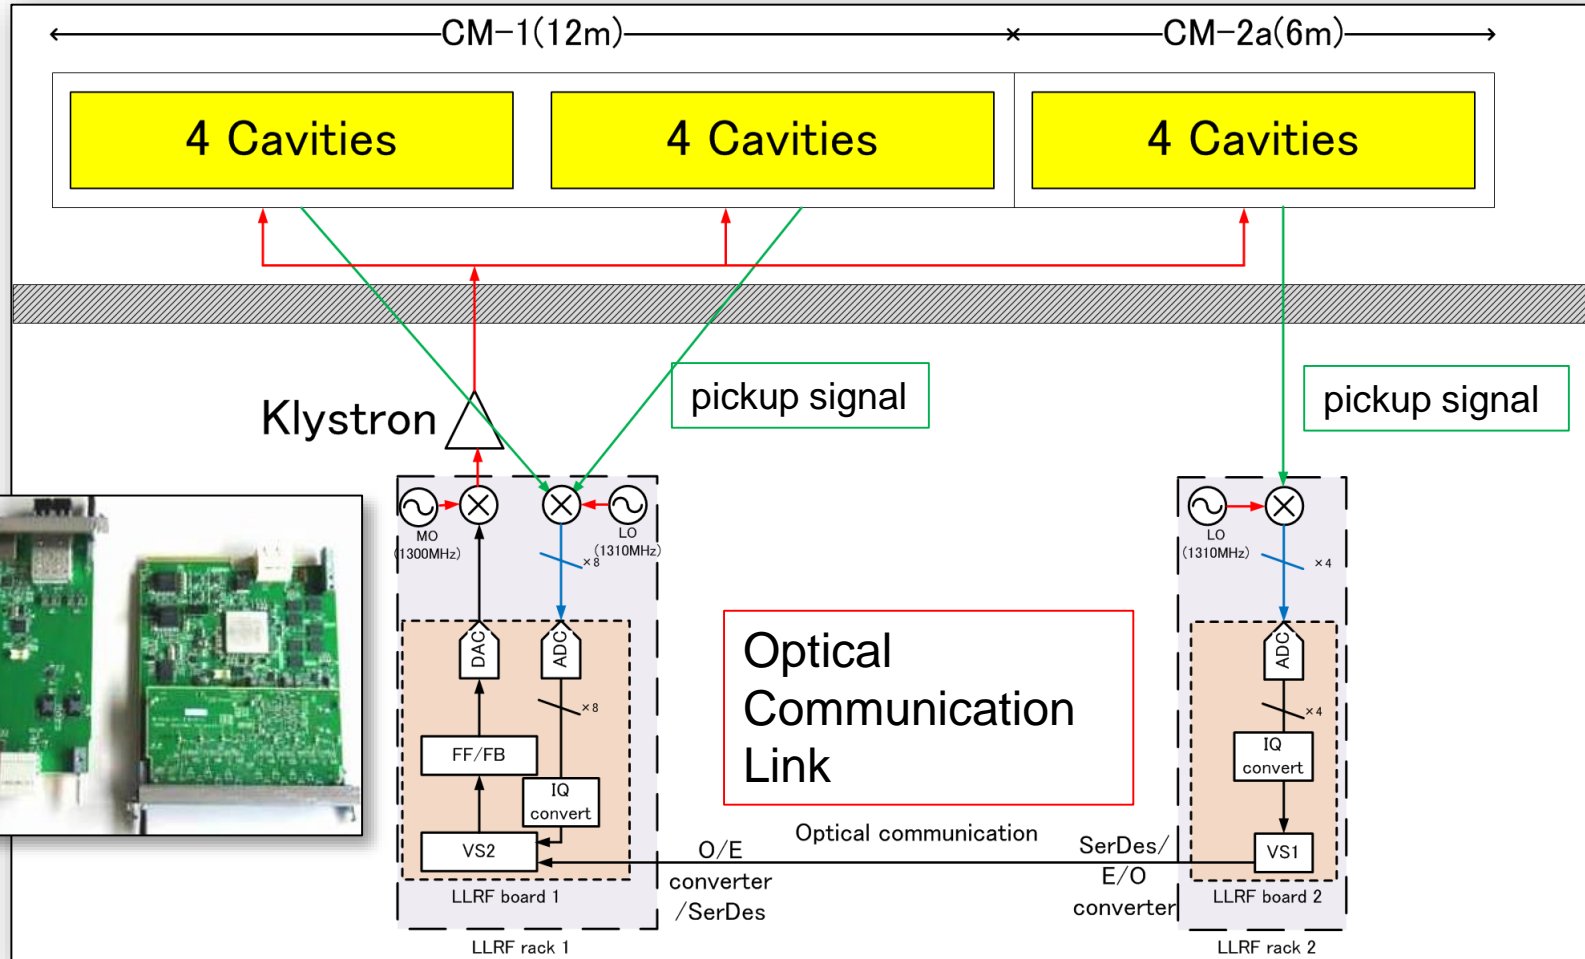 CM-1(12m)
CM-2a(6m)
4 Cavities
4 Cavities
4 Cavities
pickup signal
pickup signal
Klystron
MO
(1300MHz)
LO
(1310MHz)
×8
LO
(1310MHz)
×4
DAC
ADC
ADC
×8
×4
Optical
Communication
Link
FF/FB
IQ
convert
IQ
convert
VS2
VS1
Optical communication
O/E
converter
/SerDes
SerDes/
E/O
converter
LLRF board 1
LLRF board 2
LLRF rack 1
LLRF rack 2